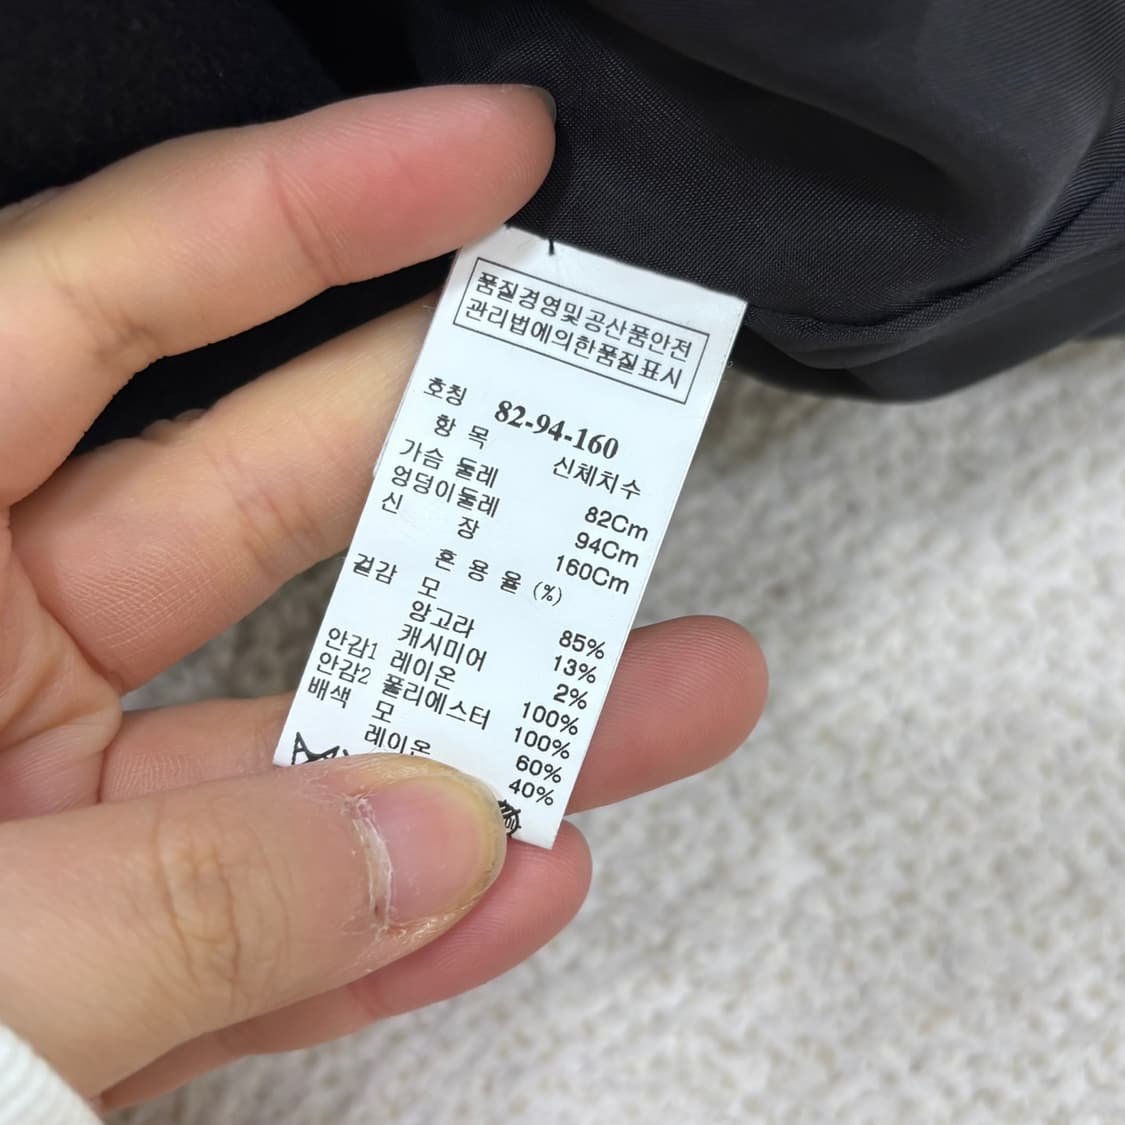 품질경영및공산품안전
관리법에의한품질표시
호칭 82-94-160
항 목 신체치수
가슴 둘레 82Cm
엉덩이둘레 94Cm
신 장 160Cm
혼 용 율 (%)
겉감 모 85%
앙고라 13%
캐시미어 2%
안감1 레이온 100%
안감2 폴리에스터 100%
배색 모 60%
레이온 40%